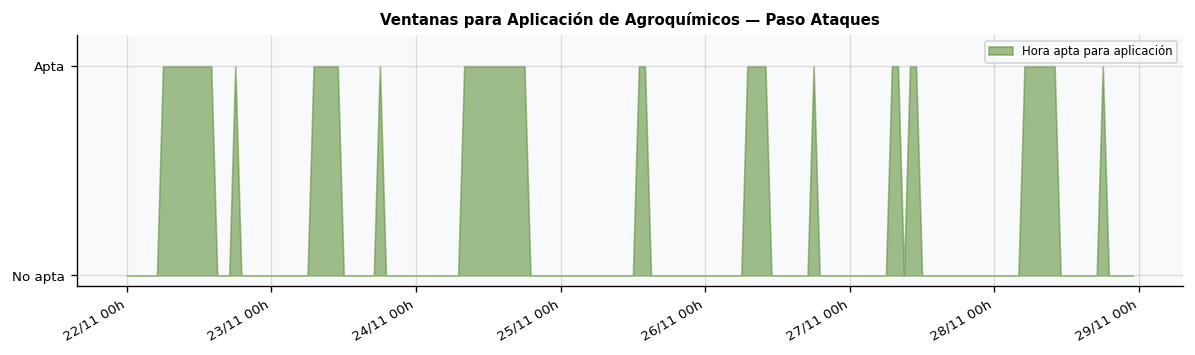 Ventanas para Aplicación de Agroquímicos — Paso Ataques
Hora apta para aplicación
Apta
No apta
22/11 00h
23/11 00h
24/11 00h
25/11 00h
26/11 00h
27/11 00h
28/11 00h
29/11 00h